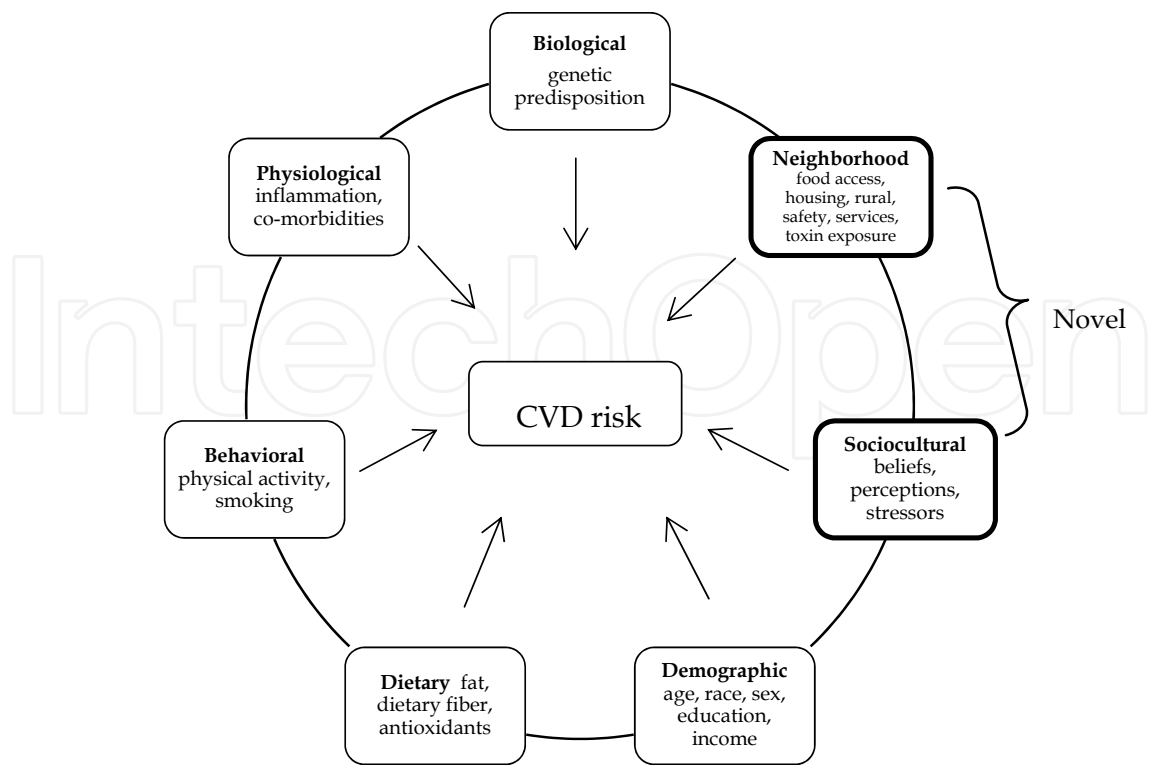 Biological
genetic
predisposition
Physiological
inflammation,
co-morbidities
Neighborhood
food access,
housing, rural,
safety, services,
toxin exposure
IntechOpen
Novel
CVD risk
Behavioral
physical activity,
smoking
Sociocultural
beliefs,
perceptions,
stressors
Dietary fat,
dietary fiber,
antioxidants
Demographic
age, race, sex,
education,
income